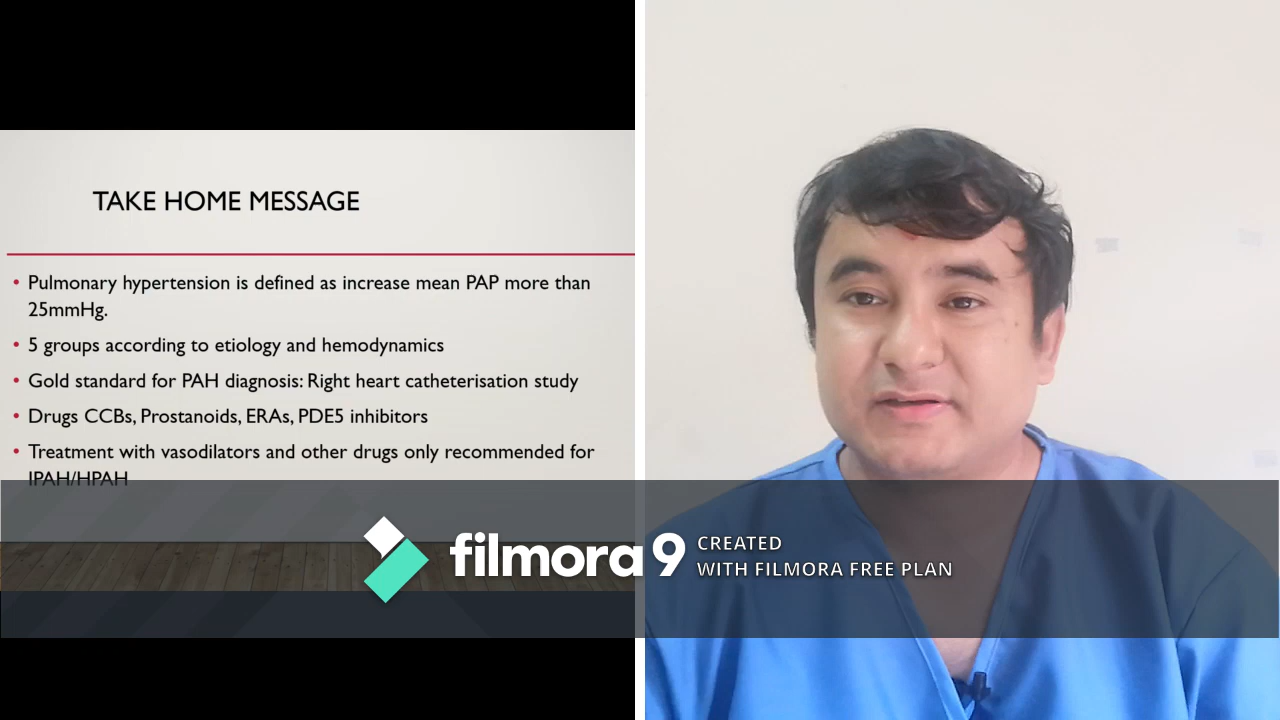 TAKE HOME MESSAGE
• Pulmonary hypertension is defined as increase mean PAP more than
25mmHg.
• 5 groups according to etiology and hemodynamics
• Gold standard for PAH diagnosis: Right heart catheterisation study
• Drugs CCBs, Prostanoids, ERAs, PDE5 inhibitors
• Treatment with vasodilators and other drugs only recommended for
IPAH/HPAH
filmora9
CREATED
WITH FILMORA FREE PLAN